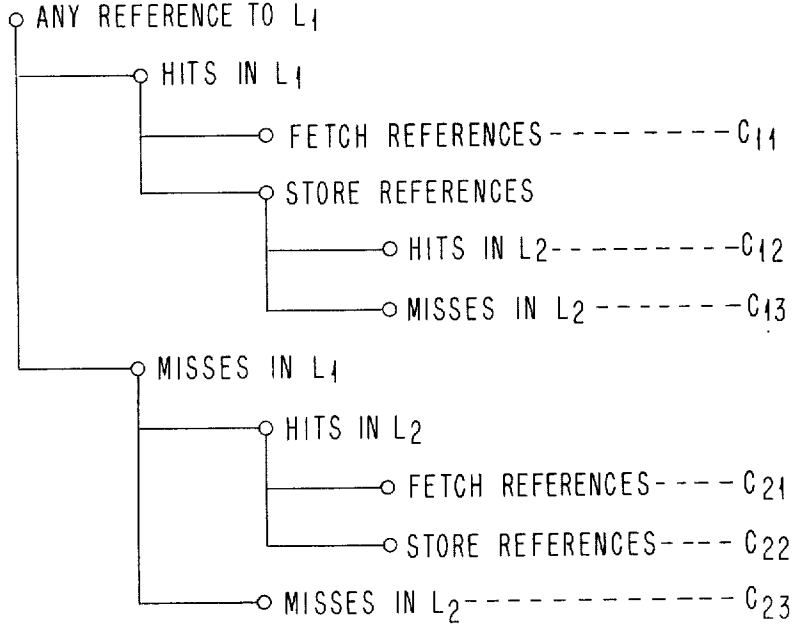 ANY REFERENCE TO L1
HITS IN L1
FETCH REFERENCES - - - - - - - - C11
STORE REFERENCES
HITS IN L2 - - - - - - - - - C12
MISSES IN L2 - - - - - - - C13
MISSES IN L1
HITS IN L2
FETCH REFERENCES - - - - C21
STORE REFERENCES - - - - C22
MISSES IN L2 - - - - - - - - - - - - - C23